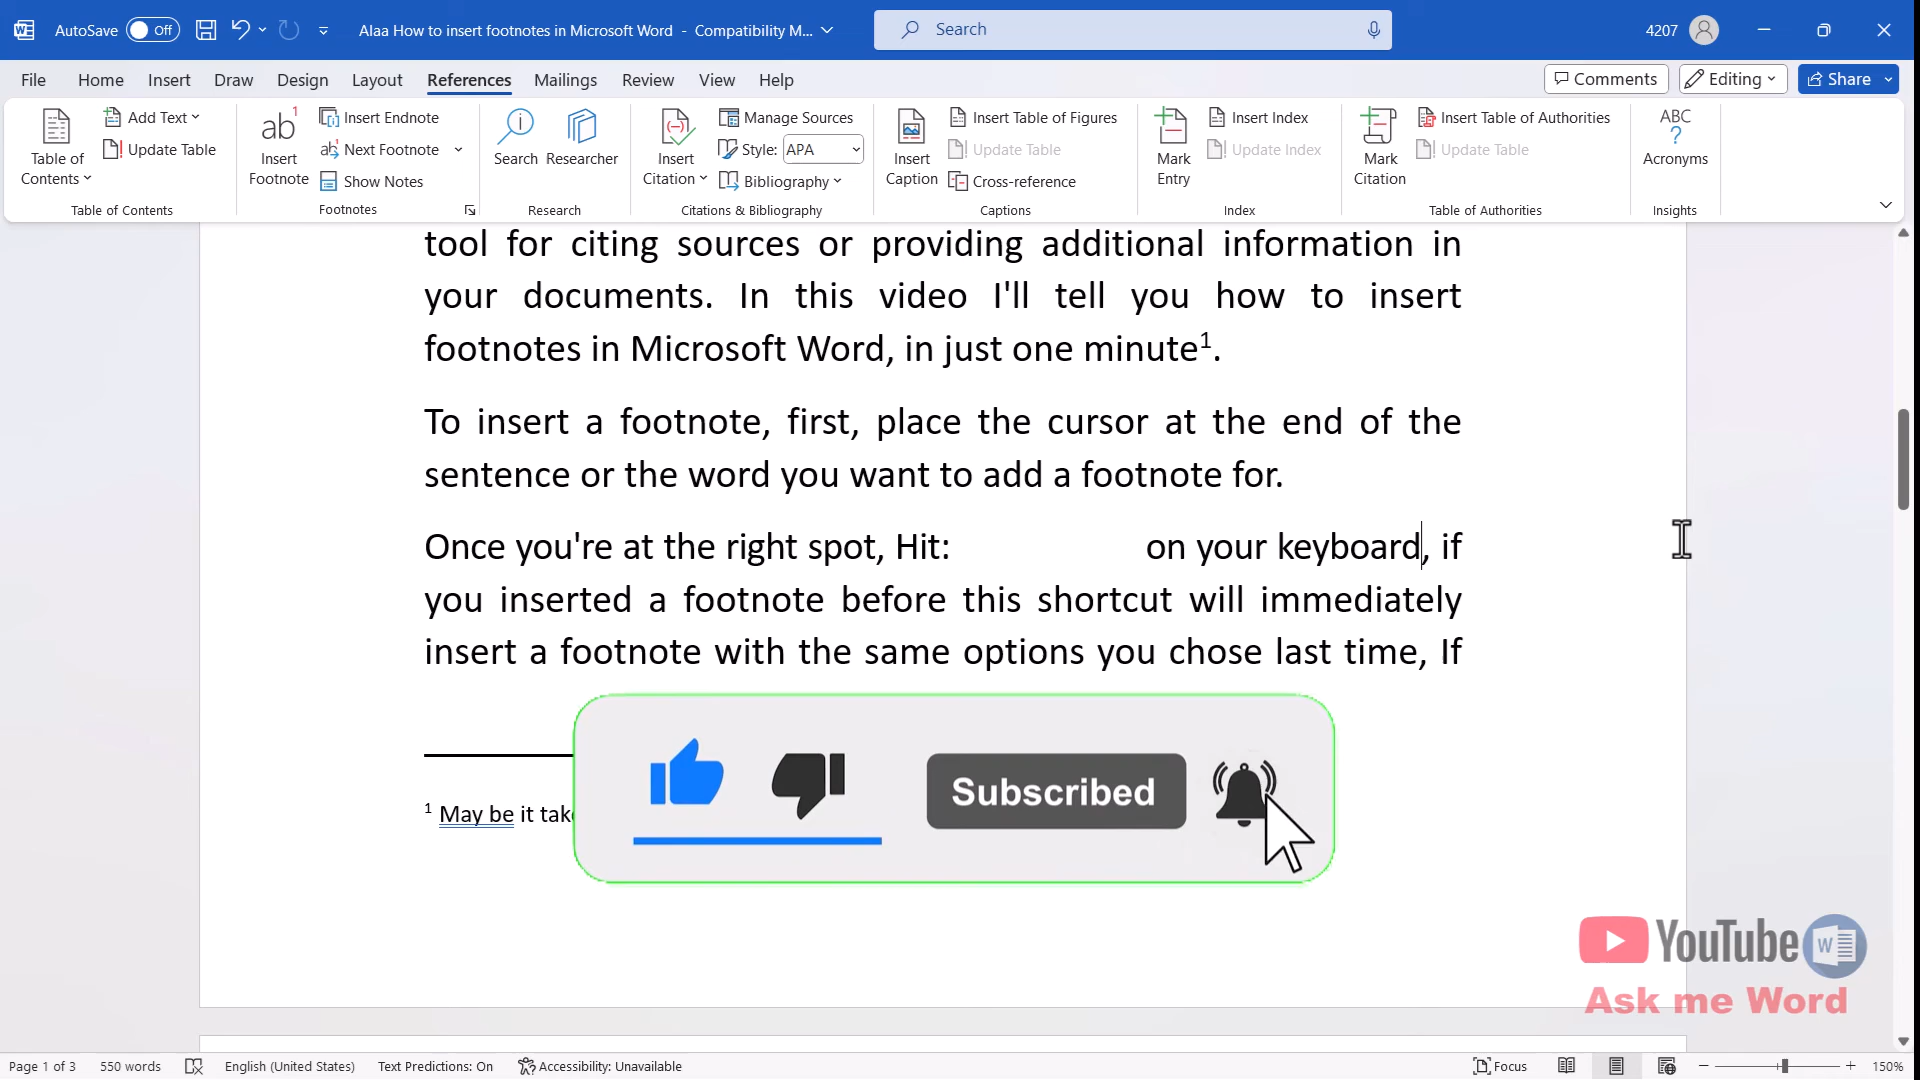 AutoSave Off Alaa How to insert footnotes in Microsoft Word - Compatibility M... Search 4207
File Home Insert Draw Design Layout References Mailings Review View Help Comments Editing Share
Table of Contents
Add Text
Update Table
Table of Contents
ab 1
Insert Footnote
Insert Endnote
Next Footnote
Show Notes
Footnotes
Search
Researcher
Research
Insert Citation
Manage Sources
Style: APA
Bibliography
Citations & Bibliography
Insert Caption
Insert Table of Figures
Update Table
Cross-reference
Captions
Mark Entry
Insert Index
Update Index
Index
Mark Citation
Insert Table of Authorities
Update Table
Table of Authorities
ABC
?
Acronyms
Insights
tool for citing sources or providing additional information in
your documents. In this video I'll tell you how to insert
footnotes in Microsoft Word, in just one minute1.
To insert a footnote, first, place the cursor at the end of the
sentence or the word you want to add a footnote for.
Once you're at the right spot, Hit: on your keyboard, if
you inserted a footnote before this shortcut will immediately
insert a footnote with the same options you chose last time, If
Subscribed
1 May be it
YouTube
Ask me Word
Page 1 of 3 550 words English (United States) Text Predictions: On Accessibility: Unavailable Focus 150%